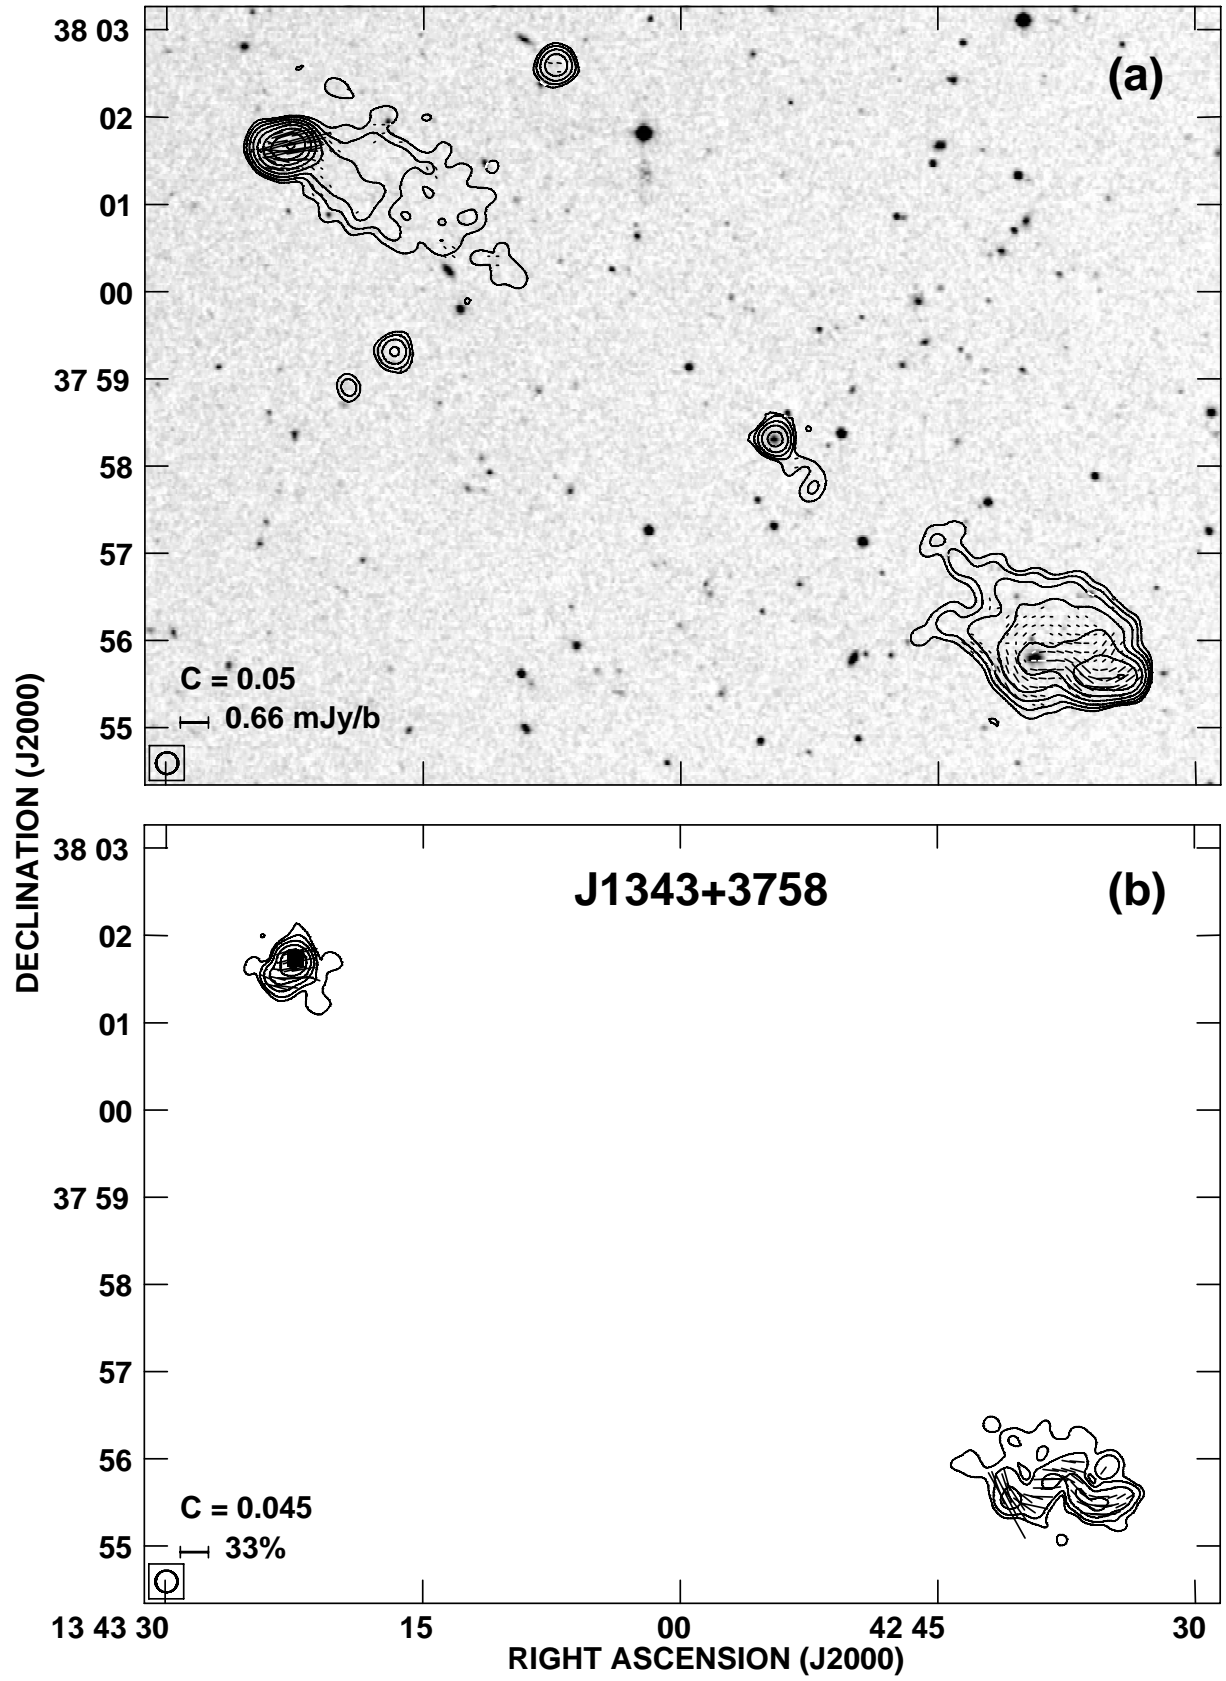 38 03
(a)
02
01
00
37 59
58
57
56
C = 0.05
0.66 mJy/b
55
DECLINATION (J2000)
38 03
J1343+3758
(b)
02
01
00
37 59
58
57
56
C = 0.045
33%
55
13 43 30 15 00 42 45 30
RIGHT ASCENSION (J2000)